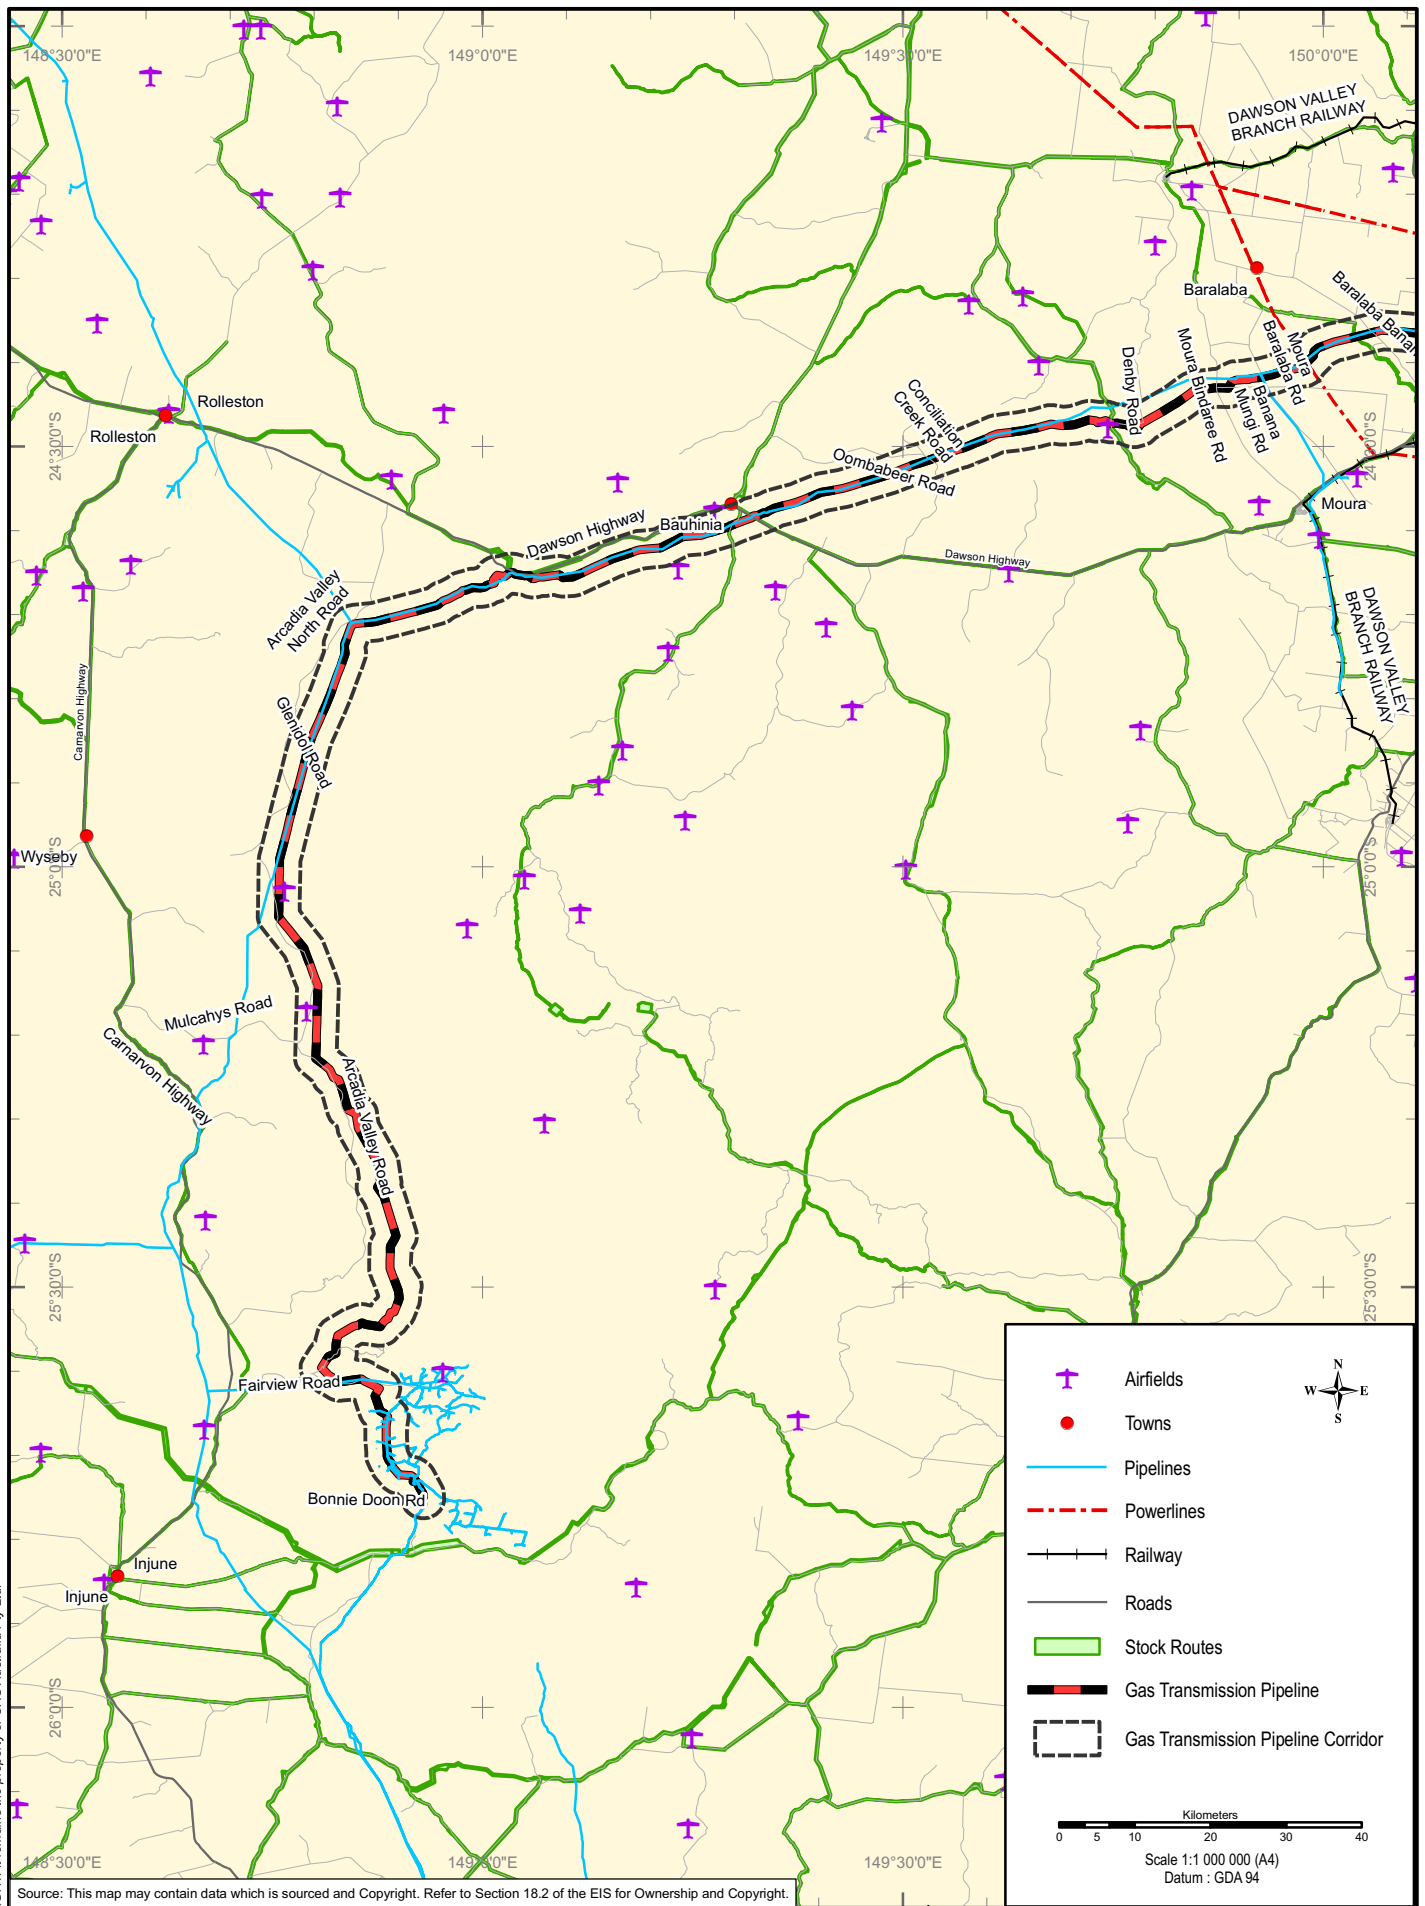 148°30'0"E
149°0'0"E
149°30'0"E
150°0'0"E
DAWSON VALLEY
BRANCH RAILWAY
Baralaba
Baralaba Banana
Moura
Baralaba Rd
Moura Bindaree Rd
Banana
Mungi Rd
Denby Road
Conciliation
Creek Road
Oombabeer Road
Rolleston
Rolleston
24°30'0"S
24°30'0"S
Moura
Bauhinia
Dawson Highway
Dawson Highway
Arcadia Valley
North Road
DAWSON VALLEY
BRANCH RAILWAY
Carnarvon Highway
Glenidol Road
Wyseby
25°0'0"S
25°0'0"S
Mulcahys Road
Carnarvon Highway
Arcadia Valley Road
25°30'0"S
25°30'0"S
Fairview Road
Bonnie Doon Rd
Injune
Injune
26°0'0"S
148°30'0"E
149°0'0"E
149°30'0"E
Airfields
Towns
Pipelines
Powerlines
Railway
Roads
Stock Routes
Gas Transmission Pipeline
Gas Transmission Pipeline Corridor
N
W E
S
Kilometers
0 5 10 20 30 40
Scale 1:1 000 000 (A4)
Datum : GDA 94
Source: This map may contain data which is sourced and Copyright. Refer to Section 18.2 of the EIS for Ownership and Copyright.